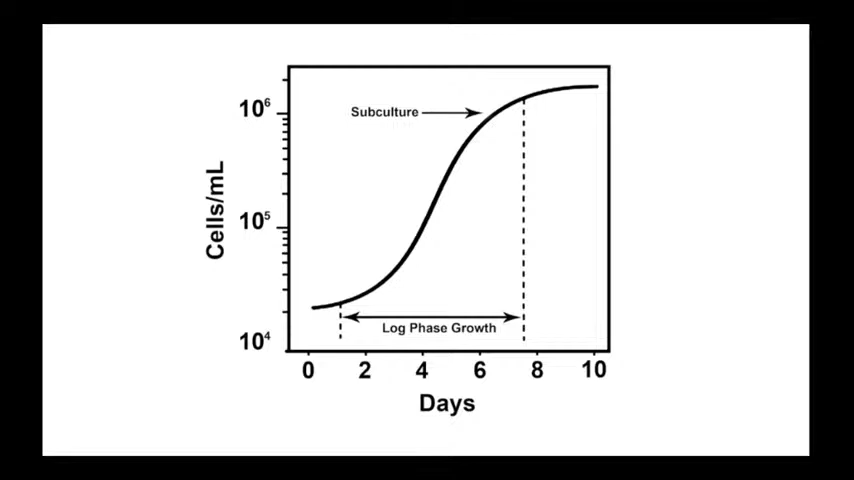 10⁶
Subculture
Cells/mL
10⁵
Log Phase Growth
10⁴
0 2 4 6 8 10
Days